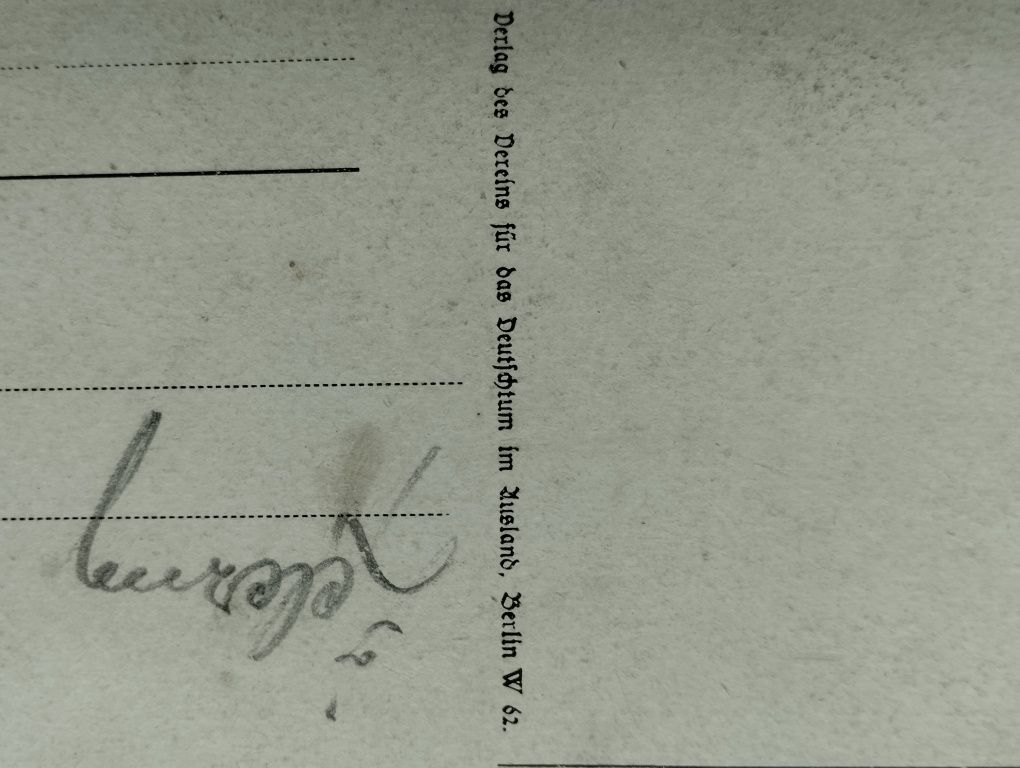 Verlag des Vereins für das Deutschtum im Ausland, Berlin W 62.